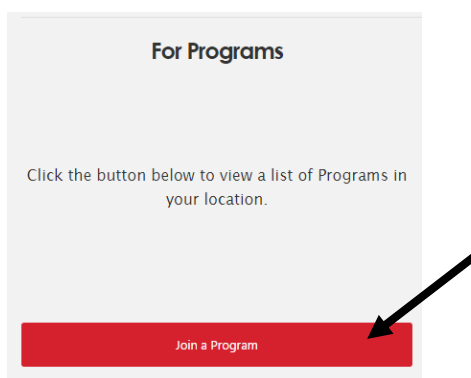 For Programs
Click the button below to view a list of Programs in
your location.
Join a Program